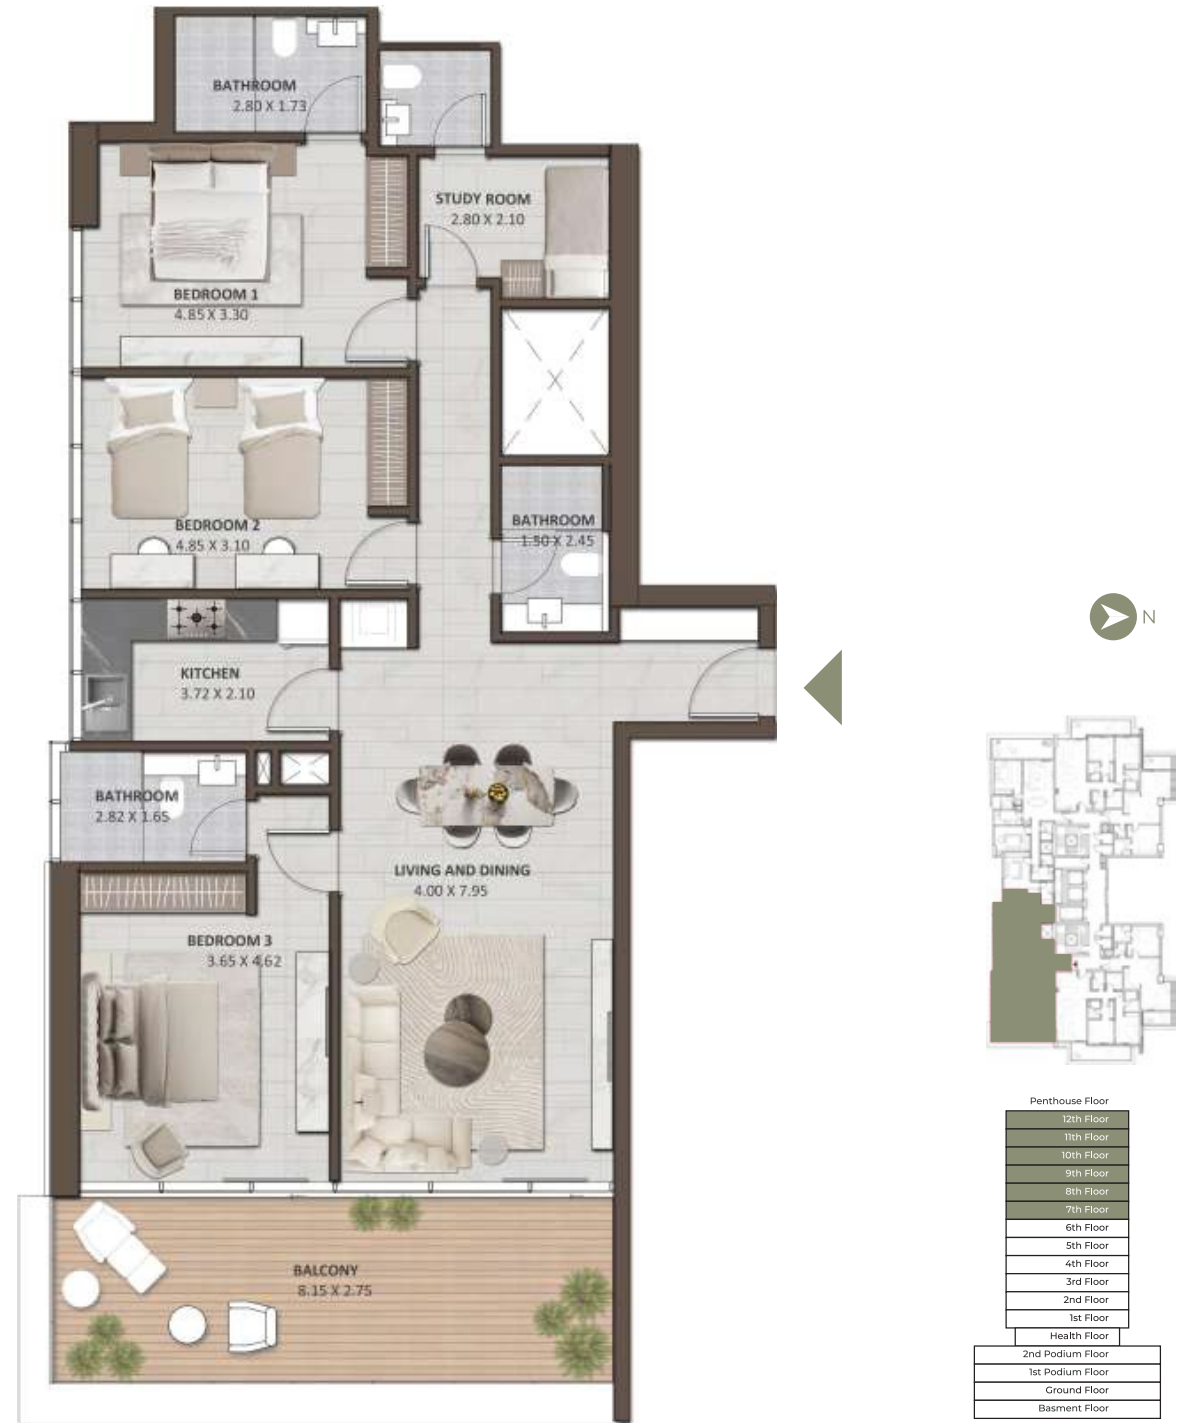 BATHROOM
2.80 X 1.73
STUDY ROOM
2.80 X 2.10
BEDROOM 1
4.85 X 3.30
BEDROOM 2
4.85 X 3.10
BATHROOM
1.50 X 2.45
KITCHEN
3.72 X 2.10
BATHROOM
2.82 X 1.65
LIVING AND DINING
4.00 X 7.95
BEDROOM 3
3.65 X 4.62
BALCONY
8.15 X 2.75
N
Penthouse Floor
12th Floor
11th Floor
10th Floor
9th Floor
8th Floor
7th Floor
6th Floor
5th Floor
4th Floor
3rd Floor
2nd Floor
1st Floor
Health Floor
2nd Podium Floor
1st Podium Floor
Ground Floor
Basment Floor